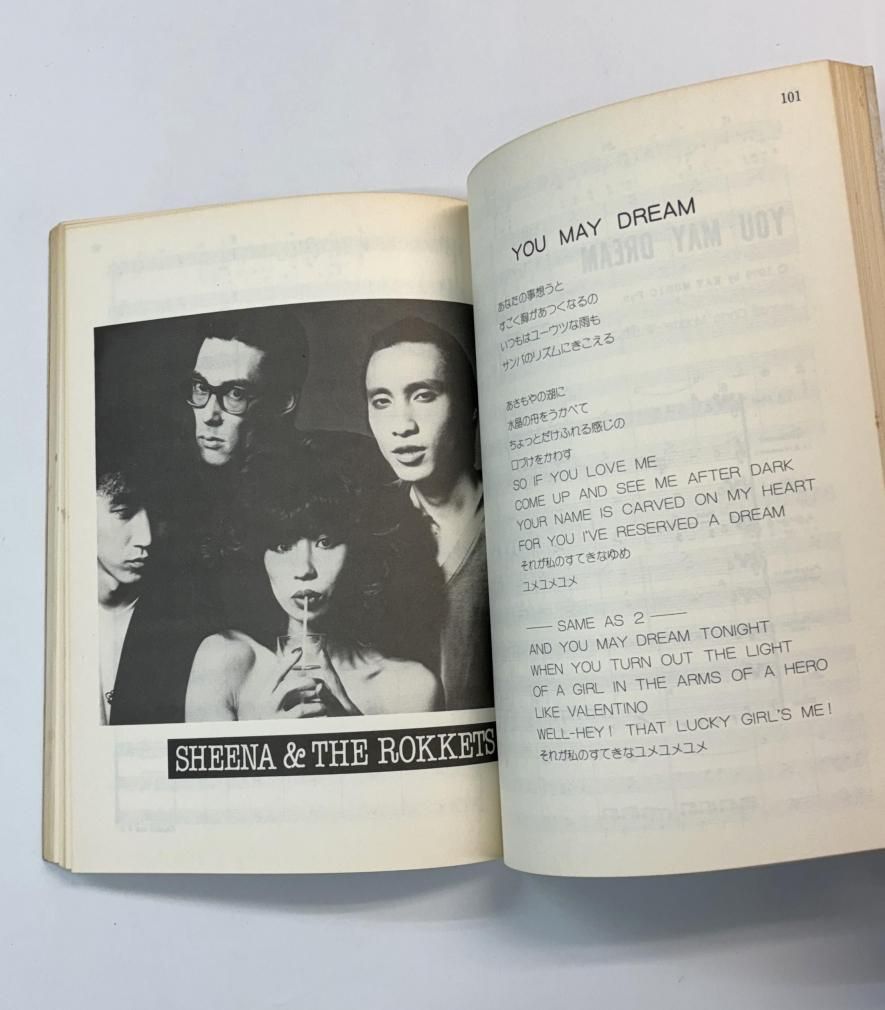 SHEENA & THE ROKKETS
101
YOU MAY DREAM
あなたの事想うと
すごく胸があつくなるの
いつもはユーウツな雨も
サンバのリズムにきこえる
あさもやの湖に
水晶の舟をうかべて
ちょっとだけふれる感じの
口づけをかわす
SO IF YOU LOVE ME
COME UP AND SEE ME AFTER DARK
YOUR NAME IS CARVED ON MY HEART
FOR YOU I'VE RESERVED A DREAM
それが私のすてきなゆめ
ユメユメユメ
—— SAME AS 2 ——
AND YOU MAY DREAM TONIGHT
WHEN YOU TURN OUT THE LIGHT
OF A GIRL IN THE ARMS OF A HERO
LIKE VALENTINO
WELL-HEY! THAT LUCKY GIRL'S ME!
それが私のすてきなユメユメユメ